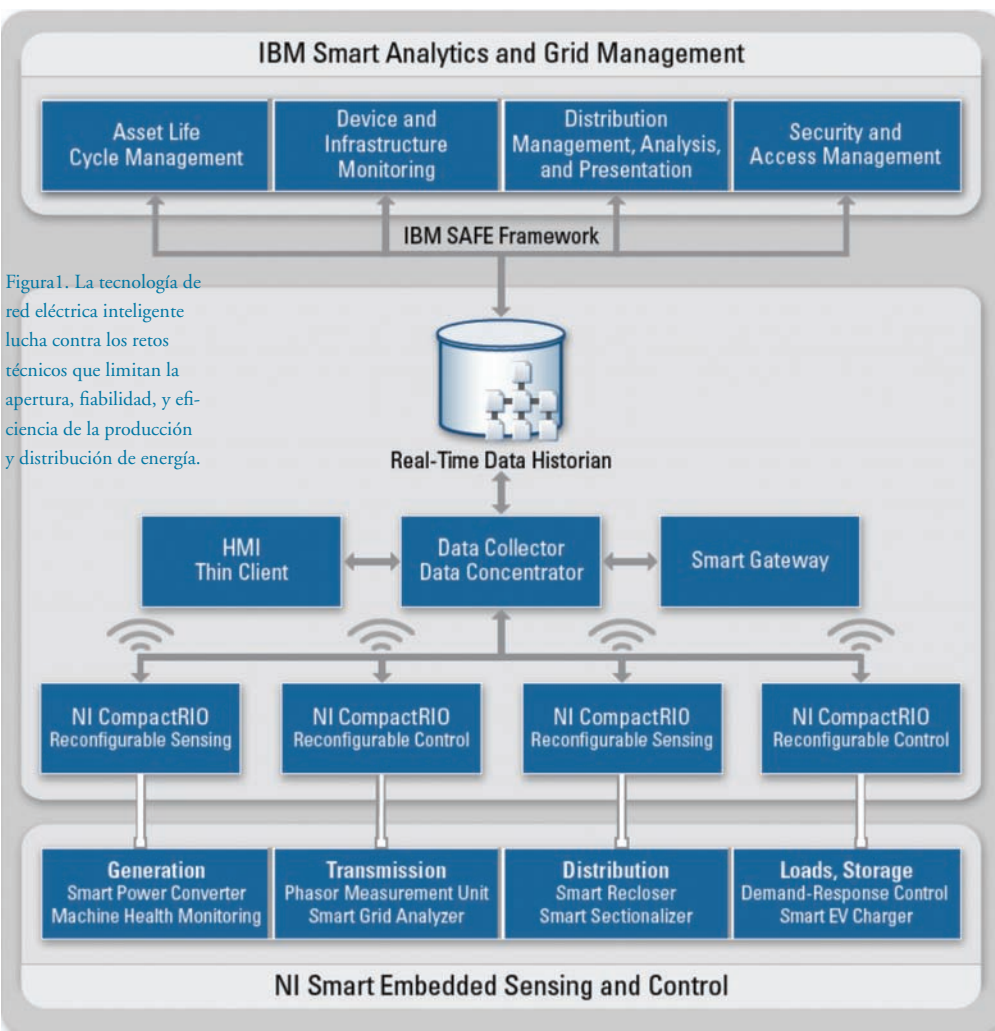 IBM Smart Analytics and Grid Management
Asset Life
Cycle Management
Device and
Infrastructure
Monitoring
Distribution
Management, Analysis,
and Presentation
Security and
Access Management
IBM SAFE Framework
Figura1. La tecnología de
red eléctrica inteligente
lucha contra los retos
técnicos que limitan la
apertura, fiabilidad, y efi-
ciencia de la producción
y distribución de energía.
Real-Time Data Historian
HMI
Thin Client
Data Collector
Data Concentrator
Smart Gateway
NI CompactRIO
Reconfigurable Sensing
NI CompactRIO
Reconfigurable Control
NI CompactRIO
Reconfigurable Sensing
NI CompactRIO
Reconfigurable Control
Generation
Smart Power Converter
Machine Health Monitoring
Transmission
Phasor Measurement Unit
Smart Grid Analyzer
Distribution
Smart Recloser
Smart Sectionalizer
Loads, Storage
Demand-Response Control
Smart EV Charger
NI Smart Embedded Sensing and Control